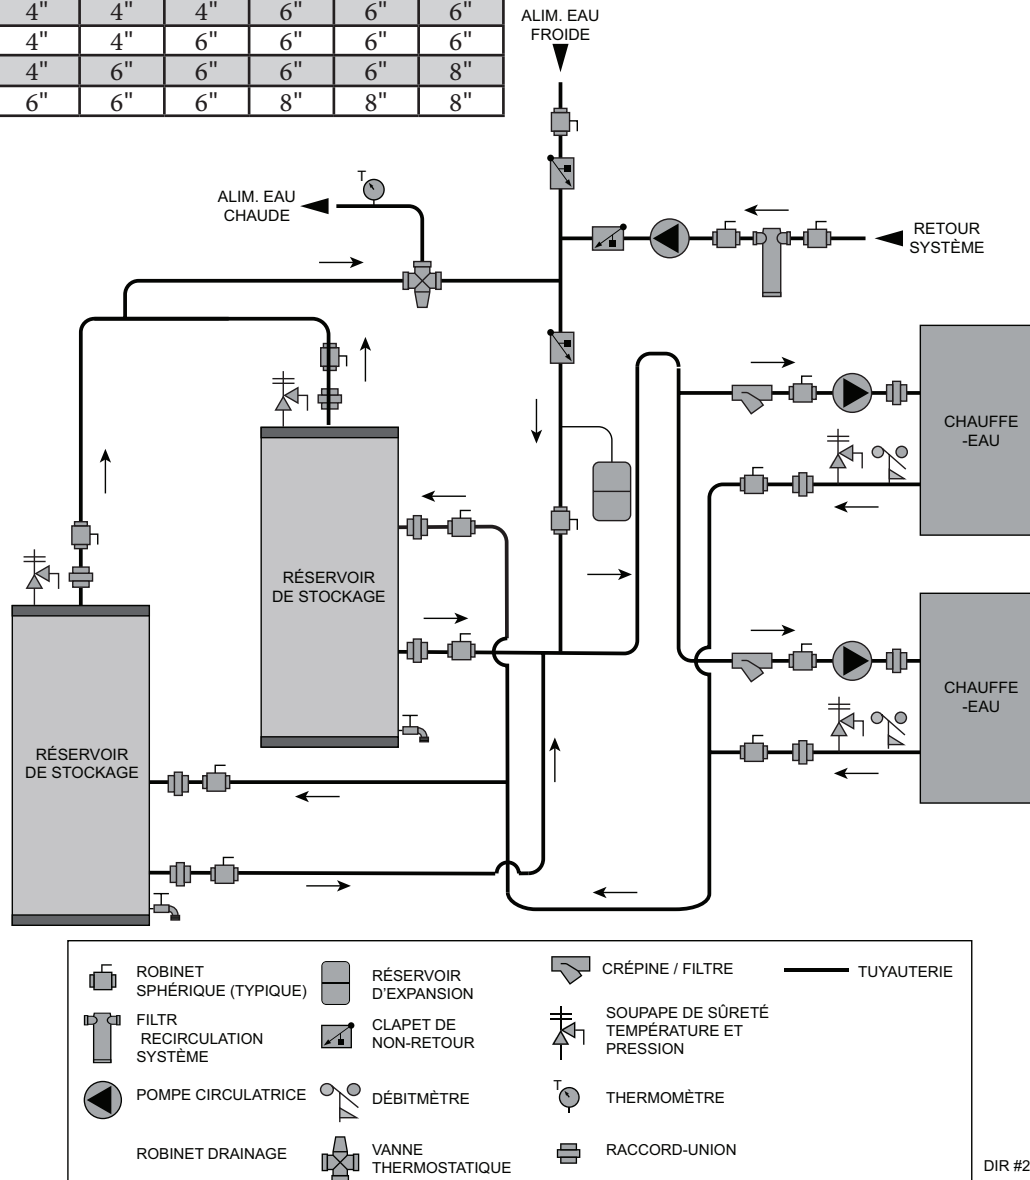 4" 4" 4" 6" 6" 6"
4" 4" 6" 6" 6" 6"
4" 6" 6" 6" 6" 8"
6" 6" 6" 8" 8" 8"
ALIM. EAU
FROIDE
T
ALIM. EAU
CHAUDE
RETOUR
SYSTÈME
CHAUFFE
-EAU
RÉSERVOIR
DE STOCKAGE
CHAUFFE
-EAU
RÉSERVOIR
DE STOCKAGE
ROBINET
SPHÉRIQUE (TYPIQUE)
FILTR
RECIRCULATION
SYSTÈME
POMPE CIRCULATRICE
ROBINET DRAINAGE
RÉSERVOIR
D'EXPANSION
CLAPET DE
NON-RETOUR
DÉBITMÈTRE
VANNE
THERMOSTATIQUE
CRÉPINE / FILTRE
SOUPAPE DE SÛRETÉ
TEMPÉRATURE ET
PRESSION
T
THERMOMÈTRE
RACCORD-UNION
TUYAUTERIE
DIR #2